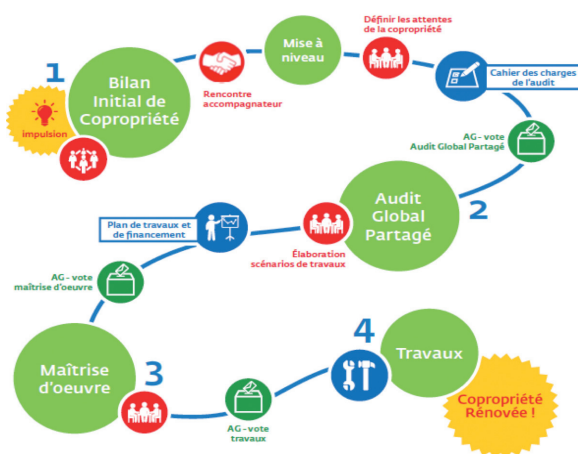 1
impulsion
Bilan
Initial de
Copropriété
Rencontre
accompagnateur
Mise à
niveau
Définir les attentes
de la copropriété
Cahier des charges
de l'audit
AG - vote
Audit Global Partagé
2
Audit
Global
Partagé
Élaboration
scénarios de travaux
Plan de travaux et
de financement
AG - vote
maîtrise d'oeuvre
3
Maîtrise
d'oeuvre
AG - vote
travaux
4
Travaux
Copropriété
Rénovée !